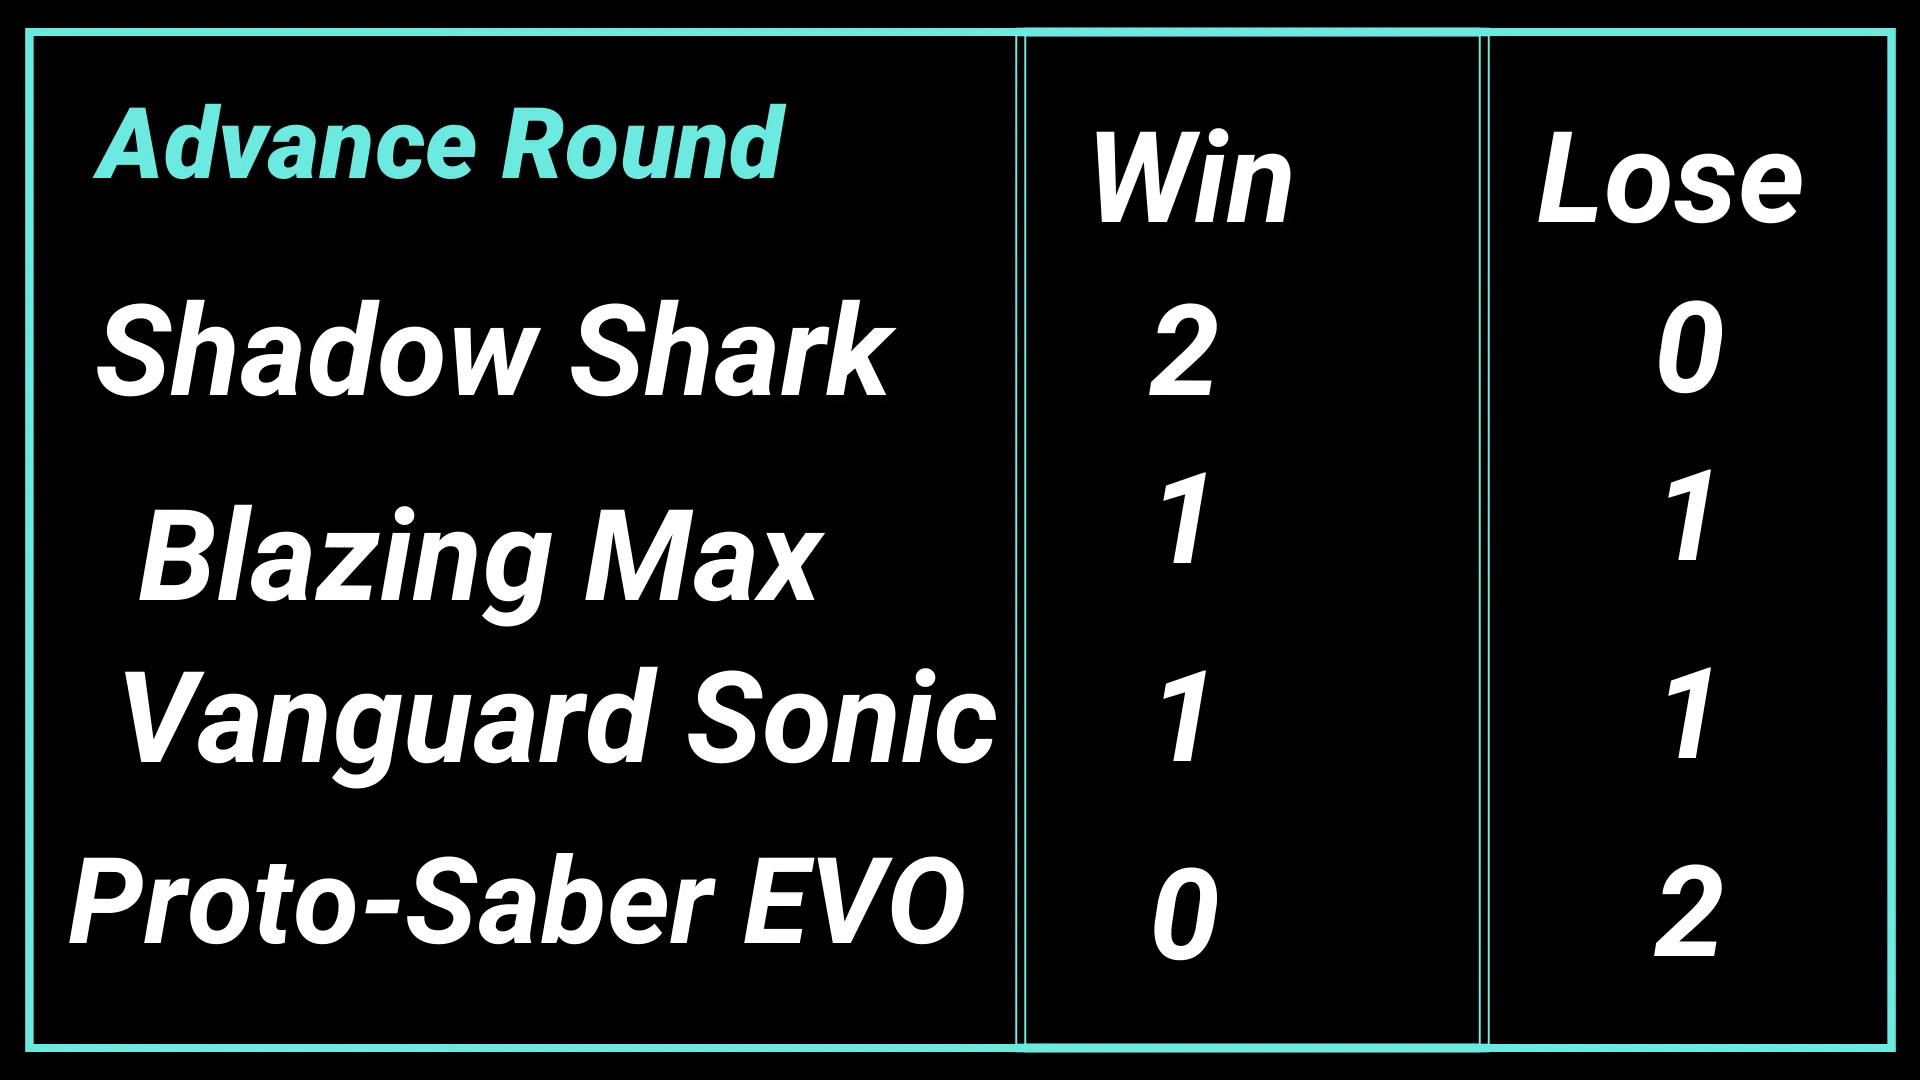 Advance Round Win Lose
Shadow Shark 2 0
Blazing Max 1 1
Vanguard Sonic 1 1
Proto-Saber EVO 0 2